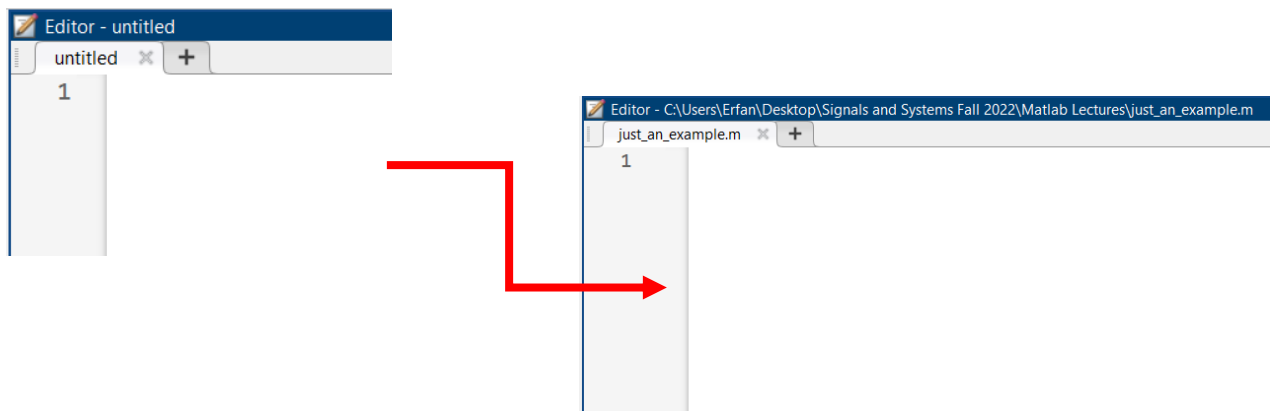 Editor - untitled
untitled
1
Editor - C:\Users\Erfan\Desktop\Signals and Systems Fall 2022\Matlab Lectures\just_an_example.m
just_an_example.m
1